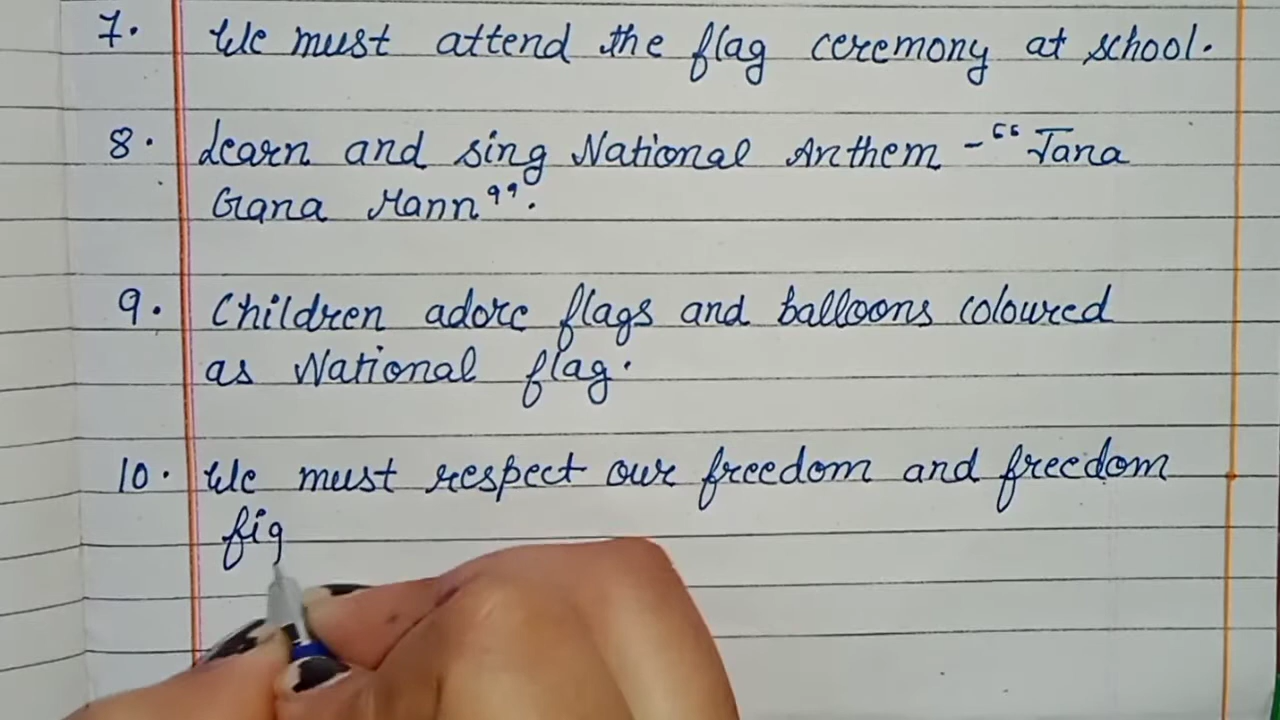 7. We must attend the flag ceremony at school.
8. Learn and sing National Anthem - "Jana
Gana Mann".
9. Children adore flags and balloons coloured
as National flag.
10. We must respect our freedom and freedom
fig